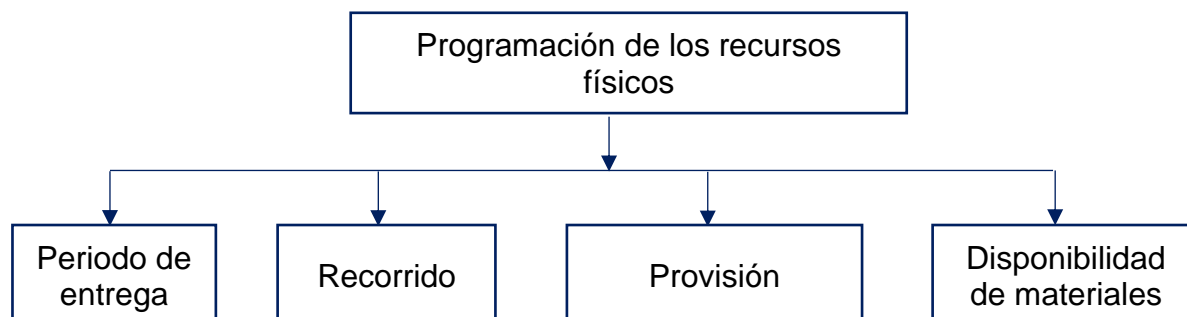 Programación de los recursos
físicos
Periodo de
entrega
Recorrido
Provisión
Disponibilidad
de materiales